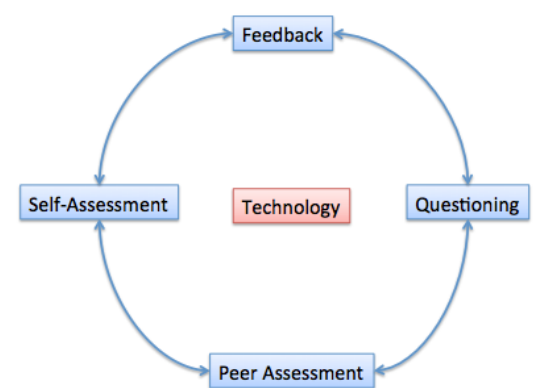 Feedback
Self-Assessment
Technology
Questioning
Peer Assessment